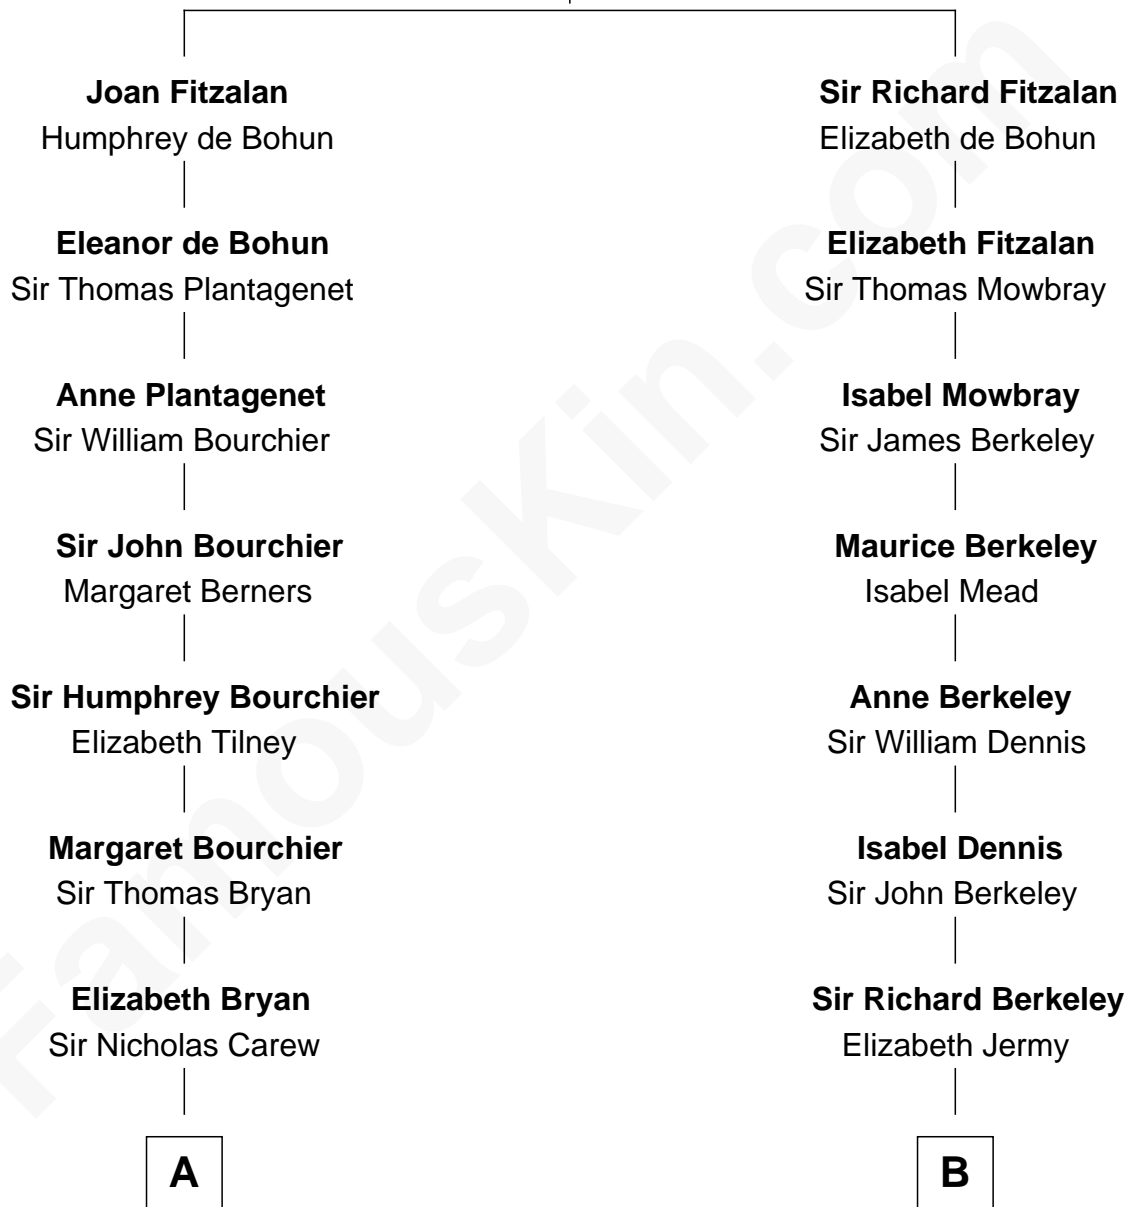 Joan Fitzalan
Humphrey de Bohun
Eleanor de Bohun
Sir Thomas Plantagenet
Anne Plantagenet
Sir William Bourchier
Sir John Bourchier
Margaret Berners
Sir Humphrey Bourchier
Elizabeth Tilney
Margaret Bourchier
Sir Thomas Bryan
Elizabeth Bryan
Sir Nicholas Carew
A
Sir Richard Fitzalan
Elizabeth de Bohun
Elizabeth Fitzalan
Sir Thomas Mowbray
Isabel Mowbray
Sir James Berkeley
Maurice Berkeley
Isabel Mead
Anne Berkeley
Sir William Dennis
Isabel Dennis
Sir John Berkeley
Sir Richard Berkeley
Elizabeth Jermy
B
FamousKin.com